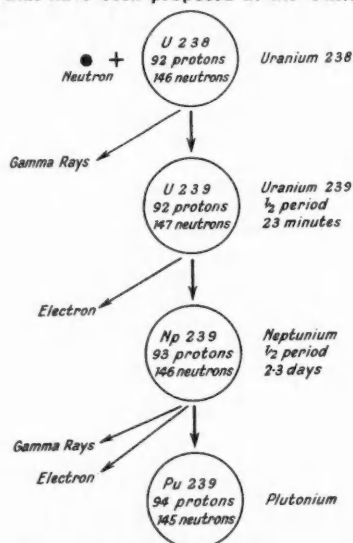 U 238
92 protons
146 neutrons
+
Neutron
Uranium 238
Gamma Rays
U 239
92 protons
147 neutrons
Uranium 239
½ period
23 minutes
Electron
Np 239
93 protons
146 neutrons
Neptunium
½ period
2·3 days
Gamma Rays
Electron
Pu 239
94 protons
145 neutrons
Plutonium